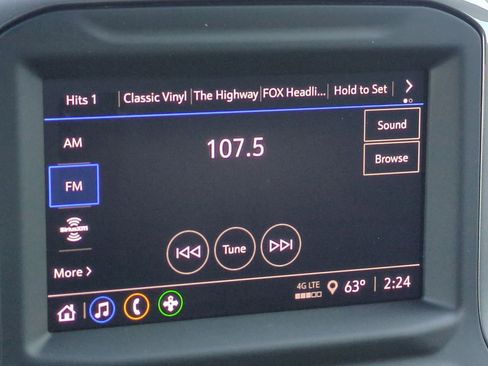 Hits 1 Classic Vinyl The Highway FOX Headli... Hold to Set >
AM
107.5
Sound
FM
Browse
SiriusXM
Tune
More >
4G LTE
63° 2:24